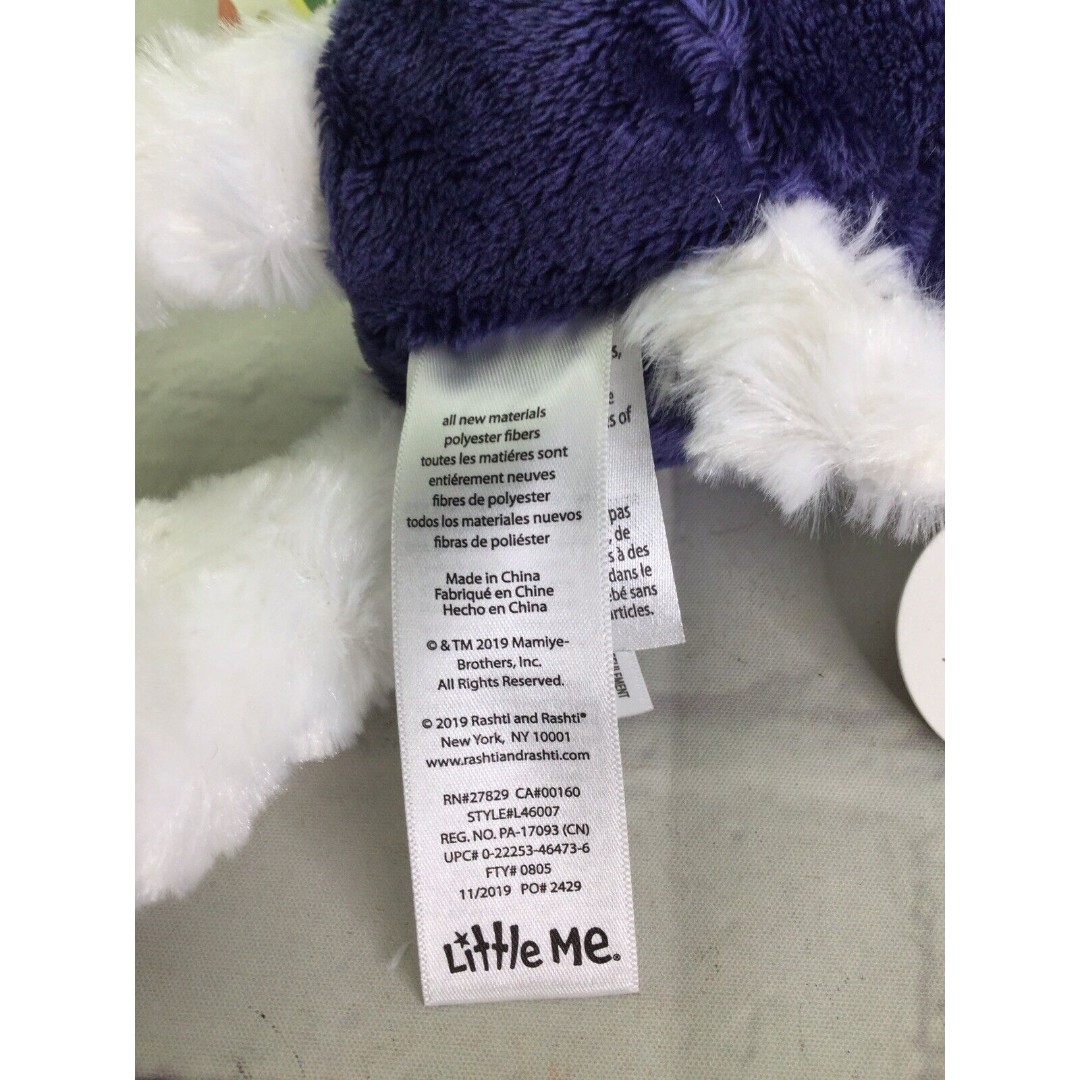 all new materials
polyester fibers
toutes les matiéres sont
entiérement neuves
fibres de polyester
todos los materiales nuevos
fibras de poliéster
Made in China
Fabriqué en Chine
Hecho en China
© & TM 2019 Mamiye-
Brothers, Inc.
All Rights Reserved.
© 2019 Rashti and Rashti®
New York, NY 10001
www.rashtiandrashti.com
RN#27829 CA#00160
STYLE#L46007
REG. NO. PA-17093 (CN)
UPC# 0-22253-46473-6
FTY# 0805
11/2019 PO# 2429
Little Me.
of
pas
de
à des
dans le
sans